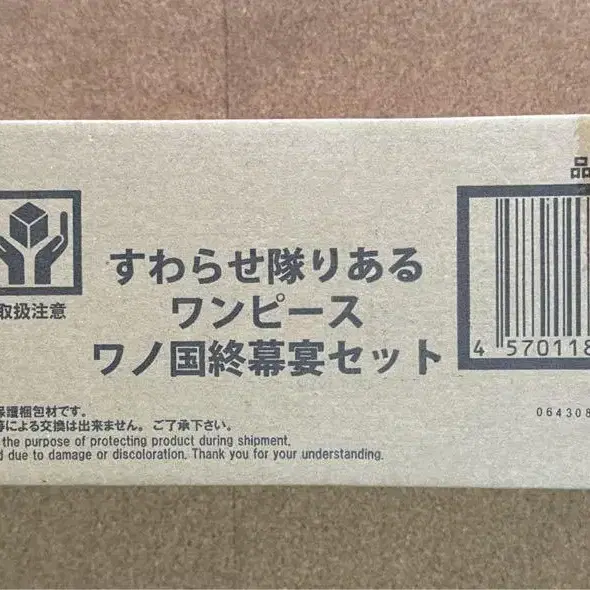 品
すわらせ隊りある
ワンピース
ワノ国終幕宴セット
取扱注意
4 570118
保護梱包材です。
等による交換は出来ません。ご了承下さい。
the purpose of protecting product during shipment.
d due to damage or discoloration. Thank you for your understanding.
064308